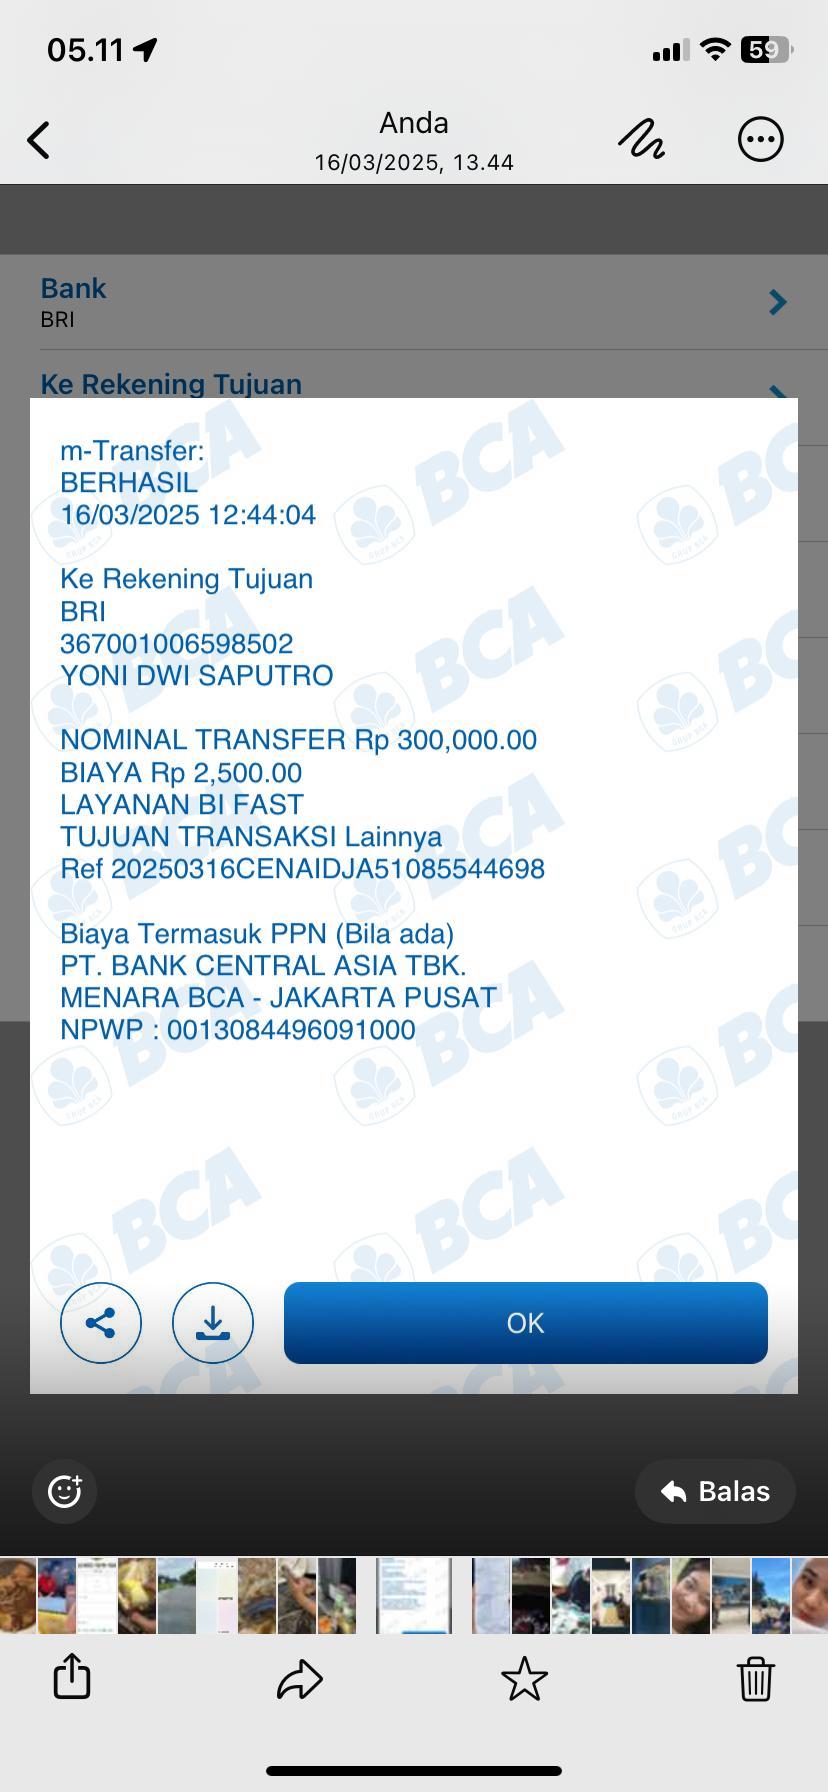 05.11
59
Anda
16/03/2025, 13.44
Bank
BRI
Ke Rekening Tujuan
m-Transfer:
BERHASIL
16/03/2025 12:44:04
Ke Rekening Tujuan
BRI
367001006598502
YONI DWI SAPUTRO
NOMINAL TRANSFER Rp 300,000.00
BIAYA Rp 2,500.00
LAYANAN BI FAST
TUJUAN TRANSAKSI Lainnya
Ref 20250316CENAIDJA51085544698
Biaya Termasuk PPN (Bila ada)
PT. BANK CENTRAL ASIA TBK.
MENARA BCA - JAKARTA PUSAT
NPWP : 0013084496091000
BCA
GRUP BCA
OK
Balas